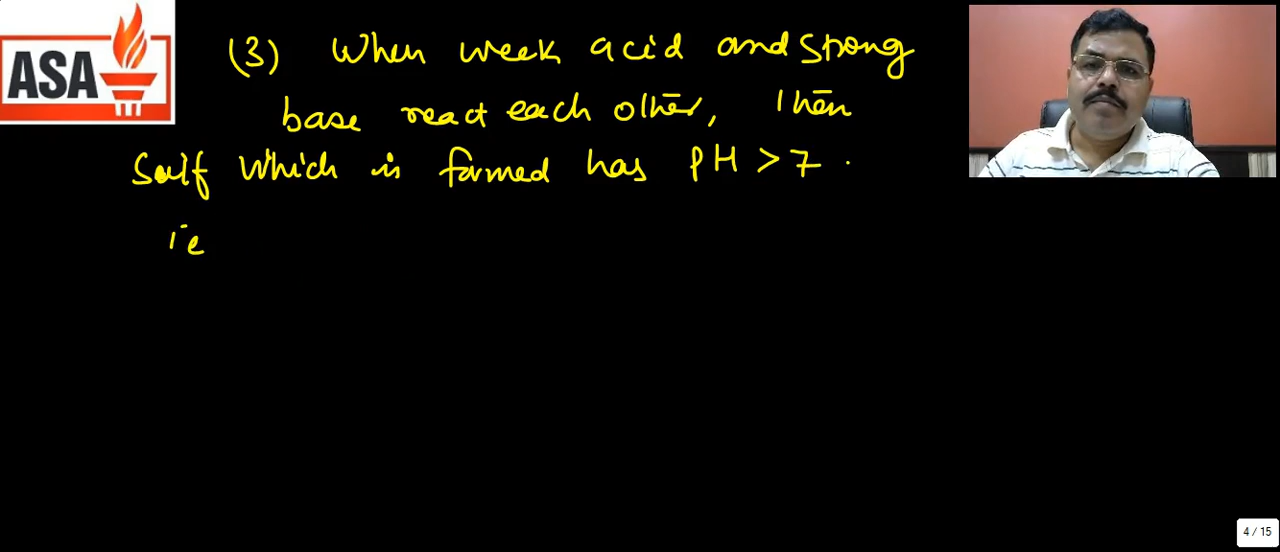 ASA
(3) When week acid and strong
base react each other, then
Salt which is formed has PH > 7 .
ie
4 / 15